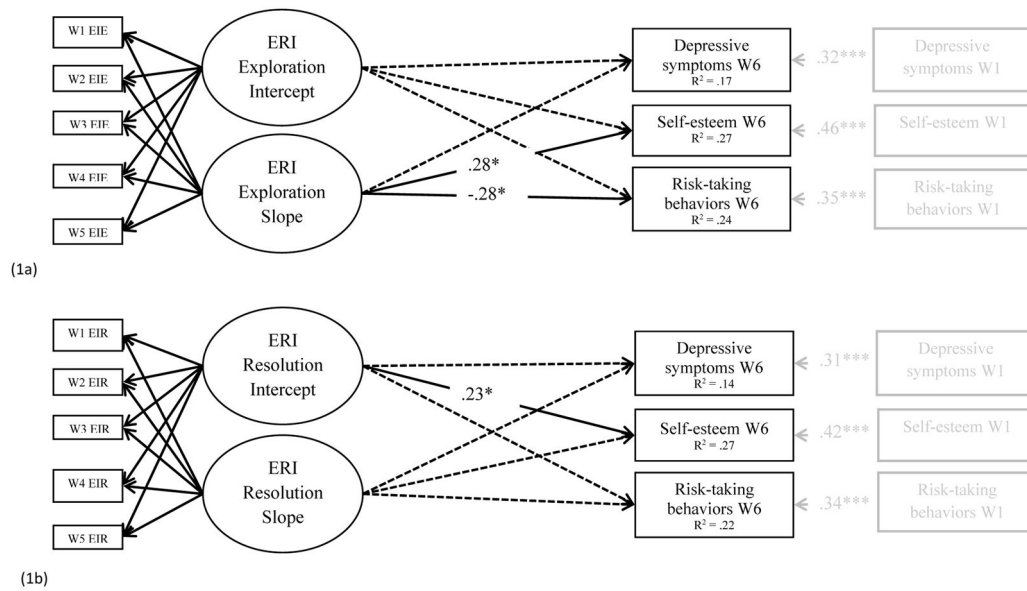 W1 EIE
W2 EIE
W3 EIE
W4 EIE
W5 EIE
ERI
Exploration
Intercept
ERI
Exploration
Slope
.28*
-.28*
Depressive
symptoms W6
R² = .17
Self-esteem W6
R² = .27
Risk-taking
behaviors W6
R² = .24
.32***
.46***
.35***
Depressive
symptoms W1
Self-esteem W1
Risk-taking
behaviors W1
(1a)
W1 EIR
W2 EIR
W3 EIR
W4 EIR
W5 EIR
ERI
Resolution
Intercept
ERI
Resolution
Slope
.23*
Depressive
symptoms W6
R² = .14
Self-esteem W6
R² = .27
Risk-taking
behaviors W6
R² = .22
.31***
.42***
.34***
Depressive
symptoms W1
Self-esteem W1
Risk-taking
behaviors W1
(1b)